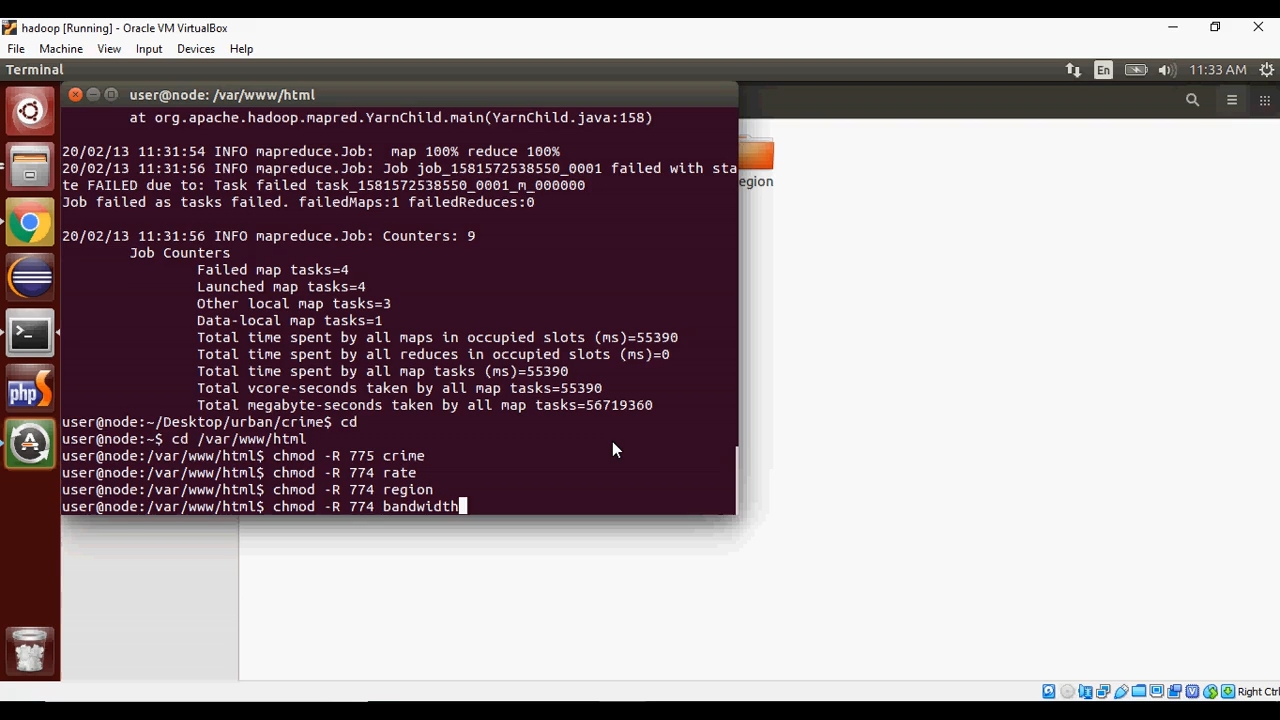 hadoop [Running] - Oracle VM VirtualBox
File Machine View Input Devices Help
Terminal En 11:33 AM
user@node: /var/www/html
at org.apache.hadoop.mapred.YarnChild.main(YarnChild.java:158)
20/02/13 11:31:54 INFO mapreduce.Job:  map 100% reduce 100%
20/02/13 11:31:56 INFO mapreduce.Job: Job job_1581572538550_0001 failed with sta
te FAILED due to: Task failed task_1581572538550_0001_m_000000
Job failed as tasks failed. failedMaps:1 failedReduces:0
20/02/13 11:31:56 INFO mapreduce.Job: Counters: 9
Job Counters
Failed map tasks=4
Launched map tasks=4
Other local map tasks=3
Data-local map tasks=1
Total time spent by all maps in occupied slots (ms)=55390
Total time spent by all reduces in occupied slots (ms)=0
Total time spent by all map tasks (ms)=55390
Total vcore-seconds taken by all map tasks=55390
Total megabyte-seconds taken by all map tasks=56719360
user@node:~/Desktop/urban/crime$ cd
user@node:~$ cd /var/www/html
user@node:/var/www/html$ chmod -R 775 crime
user@node:/var/www/html$ chmod -R 774 rate
user@node:/var/www/html$ chmod -R 774 region
user@node:/var/www/html$ chmod -R 774 bandwidth
egion
php
Right Ctrl